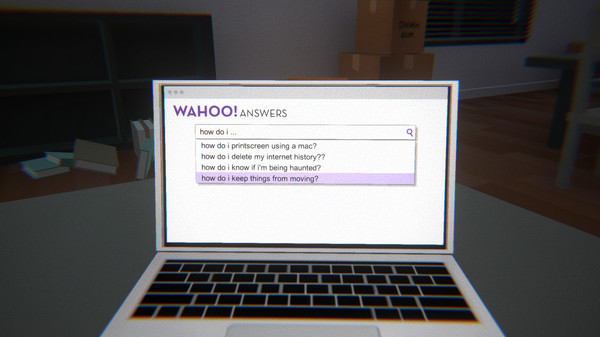 WAHOO! ANSWERS
how do i ...
how do i printscreen using a mac?
how do i delete my internet history??
how do i know if i'm being haunted?
how do i keep things from moving?